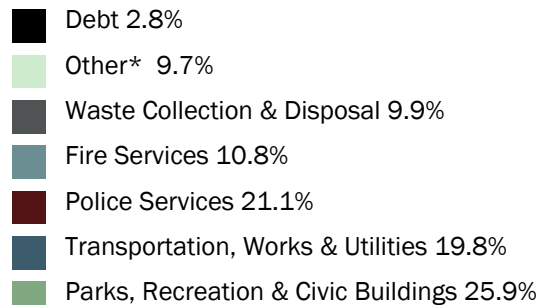 Debt 2.8%
Other* 9.7%
Waste Collection & Disposal 9.9%
Fire Services 10.8%
Police Services 21.1%
Transportation, Works & Utilities 19.8%
Parks, Recreation & Civic Buildings 25.9%